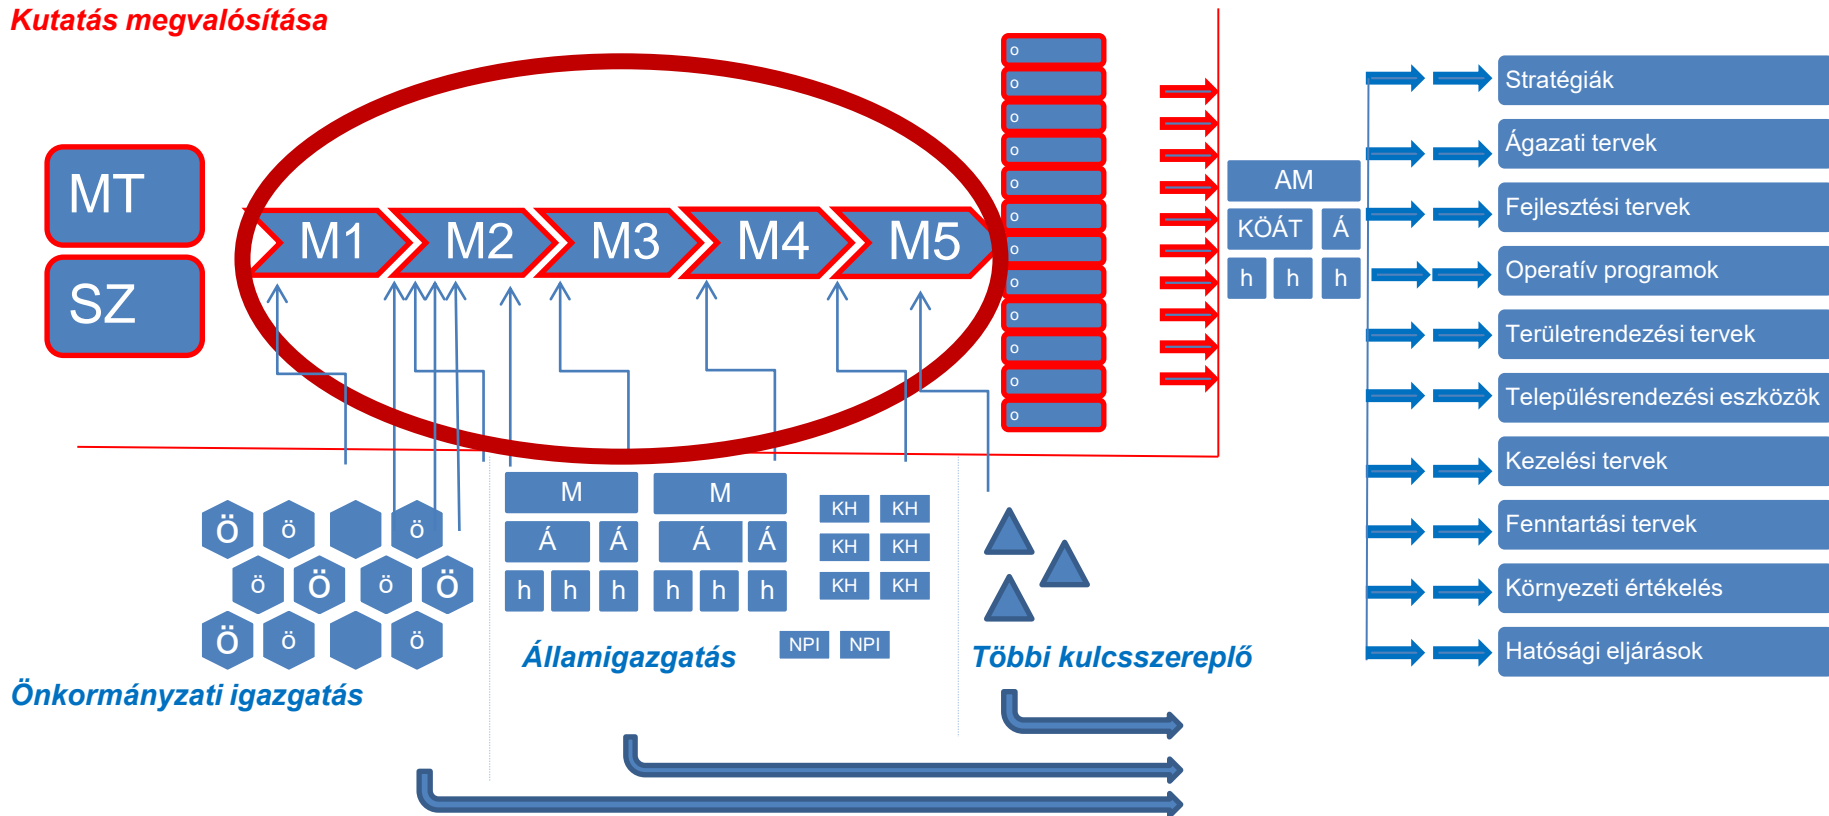 Kutatás megvalósítása
MT
SZ
M1
M2
M3
M4
M5
o
o
o
o
o
o
o
o
o
o
o
o
AM
KÖÁT Á
h h h
Stratégiák
Ágazati tervek
Fejlesztési tervek
Operatív programok
Területrendezési tervek
Településrendezési eszközök
Kezelési tervek
Fenntartási tervek
Környezeti értékelés
Hatósági eljárások
Ö ö ö
ö Ö ö Ö
Ö ö ö
Önkormányzati igazgatás
M M
Á Á Á Á
h h h h h h
KH KH
KH KH
KH KH
NPI NPI
Államigazgatás
Többi kulcsszereplő